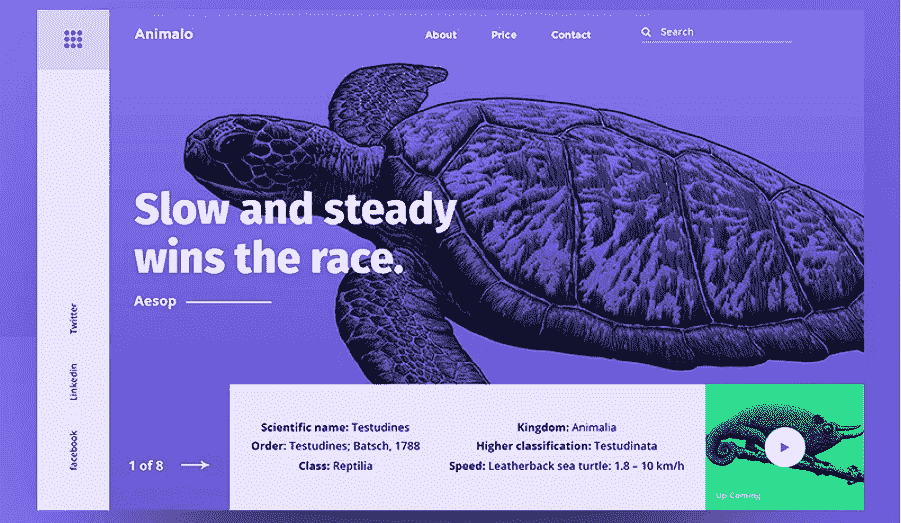 Animalo
About
Price
Contact
Search
Slow and steady
wins the race.
Aesop
Twitter
Linkedin
facebook
1 of 8
Scientific name: Testudines
Order: Testudines; Batsch, 1788
Class: Reptilia
Kingdom: Animalia
Higher classification: Testudinata
Speed: Leatherback sea turtle: 1.8 – 10 km/h
Up Coming